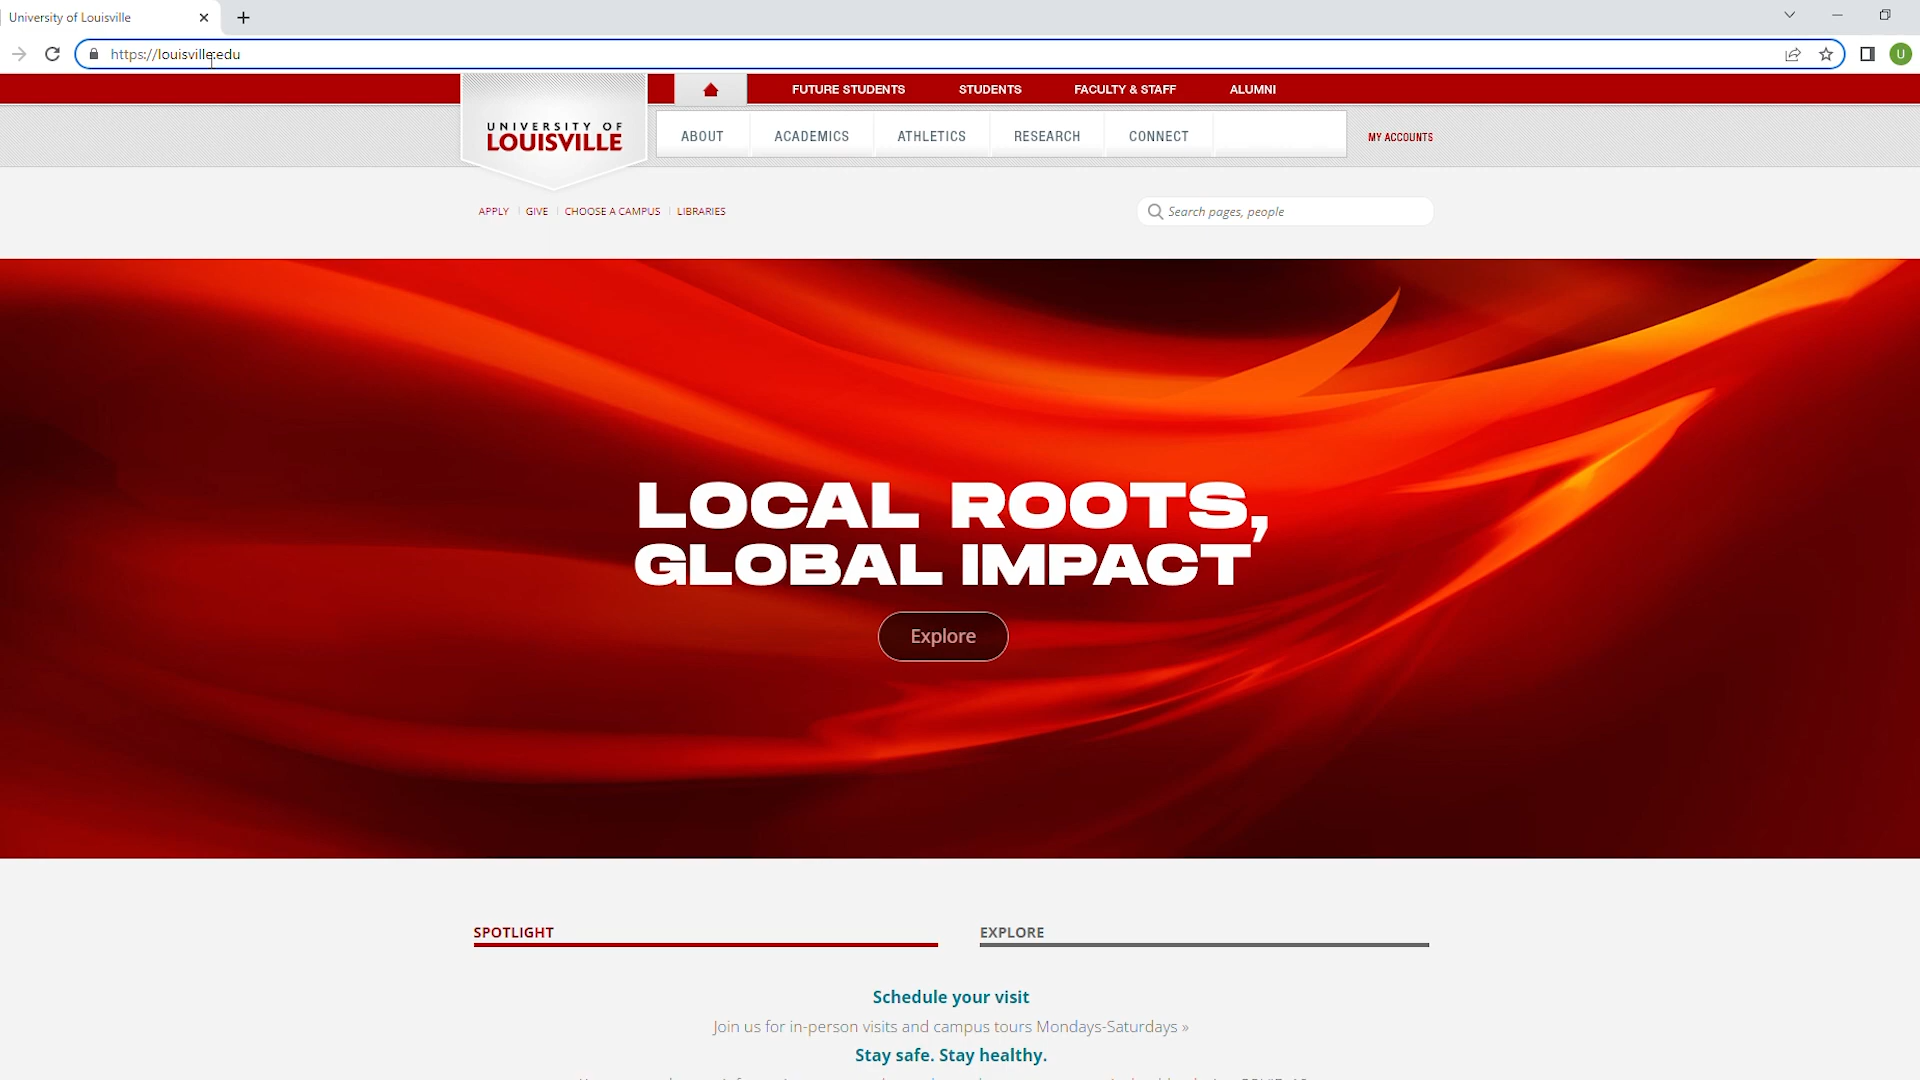 University of Louisville
https://louisville.edu
U
FUTURE STUDENTS STUDENTS FACULTY & STAFF ALUMNI
UNIVERSITY OF
LOUISVILLE
ABOUT ACADEMICS ATHLETICS RESEARCH CONNECT
MY ACCOUNTS
APPLY GIVE CHOOSE A CAMPUS LIBRARIES
Search pages, people
LOCAL ROOTS,
GLOBAL IMPACT
Explore
SPOTLIGHT EXPLORE
Schedule your visit
Join us for in-person visits and campus tours Mondays-Saturdays »
Stay safe. Stay healthy.